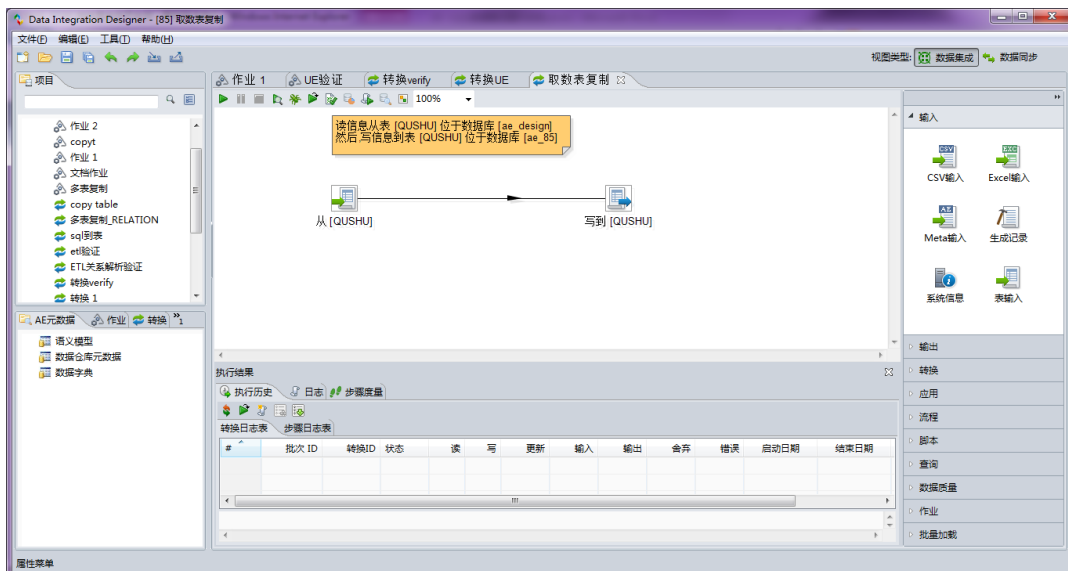 Data Integration Designer - [85] 取数表复制
文件(F) 编辑(E) 工具(T) 帮助(H)
视图类型: 数据集成 数据同步
项目
作业 2
copyt
作业 1
文档作业
多表复制
copy table
多表复制_RELATION
sql到表
etl验证
ETL关系解析验证
转换verify
转换 1
AE元数据 作业 转换 »1
语义模型
数据仓库元数据
数据字典
作业 1 UE验证 转换verify 转换UE 取数表复制
100%
读信息从表 [QUSHU] 位于数据库 [ae_design]
然后,写信息到表 [QUSHU] 位于数据库 [ae_85]
从 [QUSHU] 写到 [QUSHU]
执行结果
执行历史 日志 步骤度量
转换日志表 步骤日志表
# 批次 ID 转换ID 状态 读 写 更新 输入 输出 舍弃 错误 启动日期 结束日期
输入
CSV
EXC
CSV输入 Excel输入
AE
Meta输入 生成记录
系统信息 表输入
输出
转换
应用
流程
脚本
查询
数据质量
作业
批量加载
属性菜单